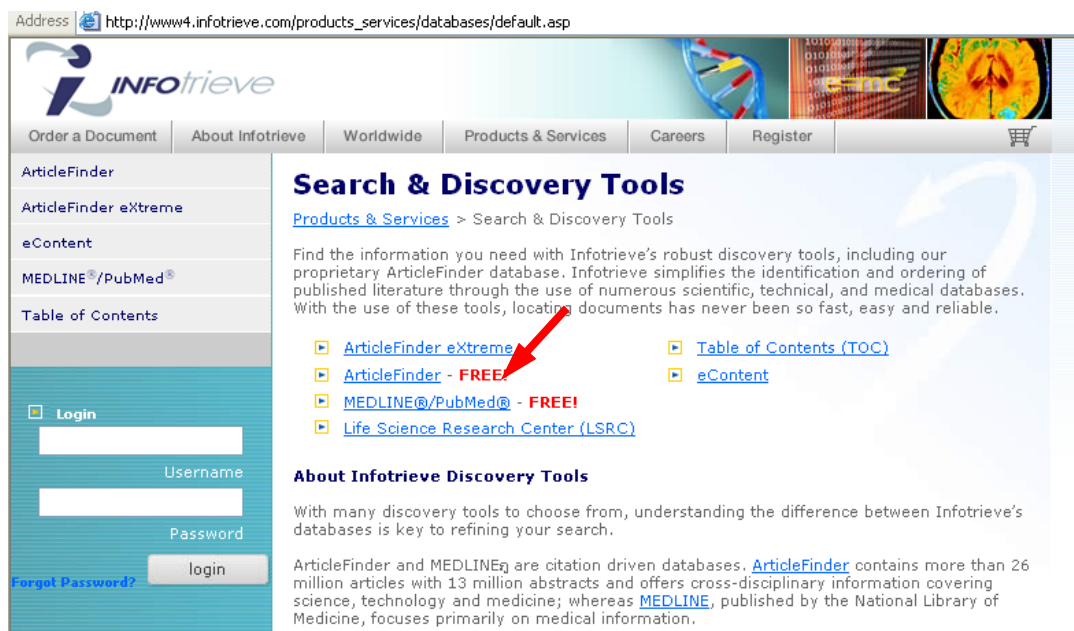 Address http://www4.infotrieve.com/products_services/databases/default.asp
INFOtrieve
e=mc²
Order a Document About Infotrieve Worldwide Products & Services Careers Register
ArticleFinder
ArticleFinder eXtreme
eContent
MEDLINE®/PubMed®
Table of Contents
Login
Username
Password
login
Forgot Password?
Search & Discovery Tools
Products & Services > Search & Discovery Tools
Find the information you need with Infotrieve's robust discovery tools, including our
proprietary ArticleFinder database. Infotrieve simplifies the identification and ordering of
published literature through the use of numerous scientific, technical, and medical databases.
With the use of these tools, locating documents has never been so fast, easy and reliable.
ArticleFinder eXtreme
ArticleFinder - FREE!
MEDLINE®/PubMed® - FREE!
Life Science Research Center (LSRC)
Table of Contents (TOC)
eContent
About Infotrieve Discovery Tools
With many discovery tools to choose from, understanding the difference between Infotrieve's
databases is key to refining your search.
ArticleFinder and MEDLINE are citation driven databases. ArticleFinder contains more than 26
million articles with 13 million abstracts and offers cross-disciplinary information covering
science, technology and medicine; whereas MEDLINE, published by the National Library of
Medicine, focuses primarily on medical information.